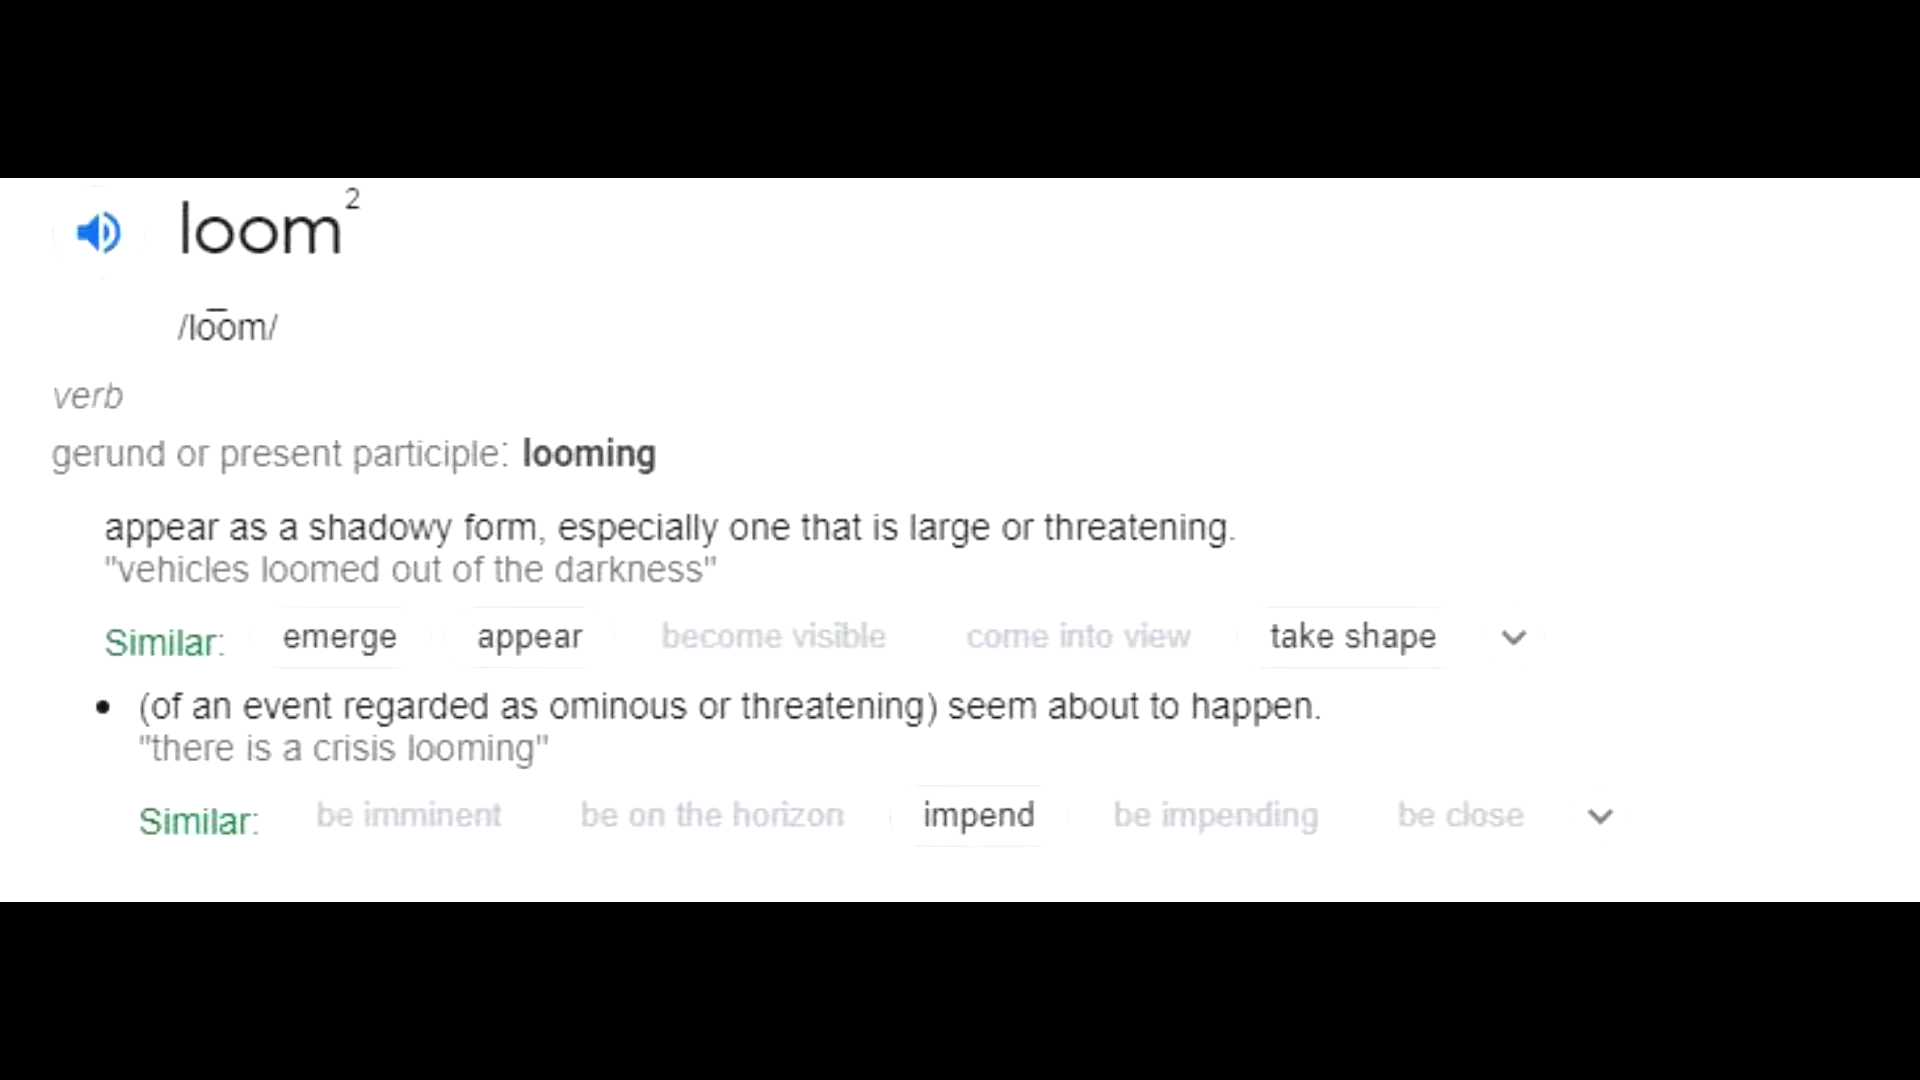 loom²
/lo͞om/
verb
gerund or present participle: looming
appear as a shadowy form, especially one that is large or threatening.
"vehicles loomed out of the darkness"
Similar: emerge appear become visible come into view take shape
• (of an event regarded as ominous or threatening) seem about to happen.
"there is a crisis looming"
Similar: be imminent be on the horizon impend be impending be close